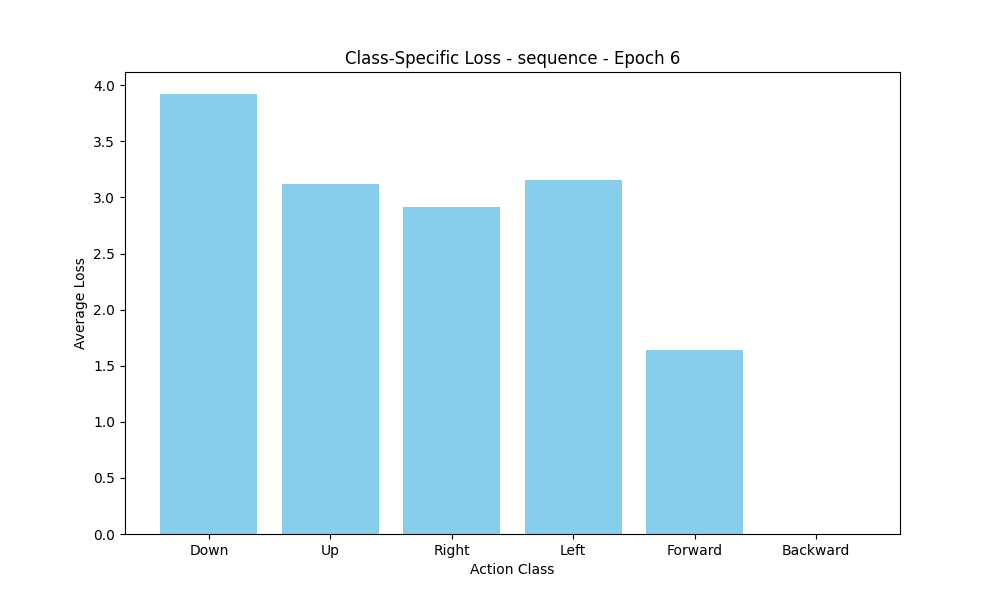 Class-Specific Loss - sequence - Epoch 6
4.0
3.5
3.0
2.5
2.0
1.5
1.0
0.5
0.0
Average Loss
Down Up Right Left Forward Backward
Action Class